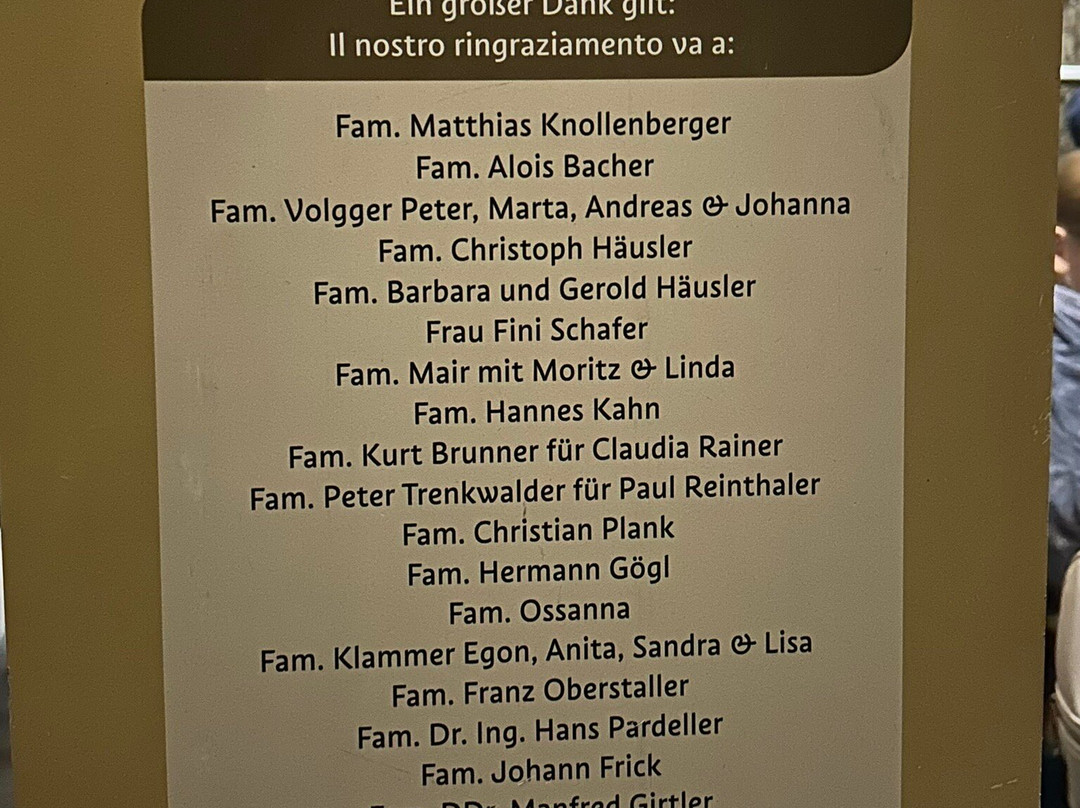 Ein großer Dank gilt:
Il nostro ringraziamento va a:
Fam. Matthias Knollenberger
Fam. Alois Bacher
Fam. Volgger Peter, Marta, Andreas & Johanna
Fam. Christoph Häusler
Fam. Barbara und Gerold Häusler
Frau Fini Schafer
Fam. Mair mit Moritz & Linda
Fam. Hannes Kahn
Fam. Kurt Brunner für Claudia Rainer
Fam. Peter Trenkwalder für Paul Reinthaler
Fam. Christian Plank
Fam. Hermann Gögl
Fam. Ossanna
Fam. Klammer Egon, Anita, Sandra & Lisa
Fam. Franz Oberstaller
Fam. Dr. Ing. Hans Pardeller
Fam. Johann Frick
Fam. DDr. Manfred Girtler